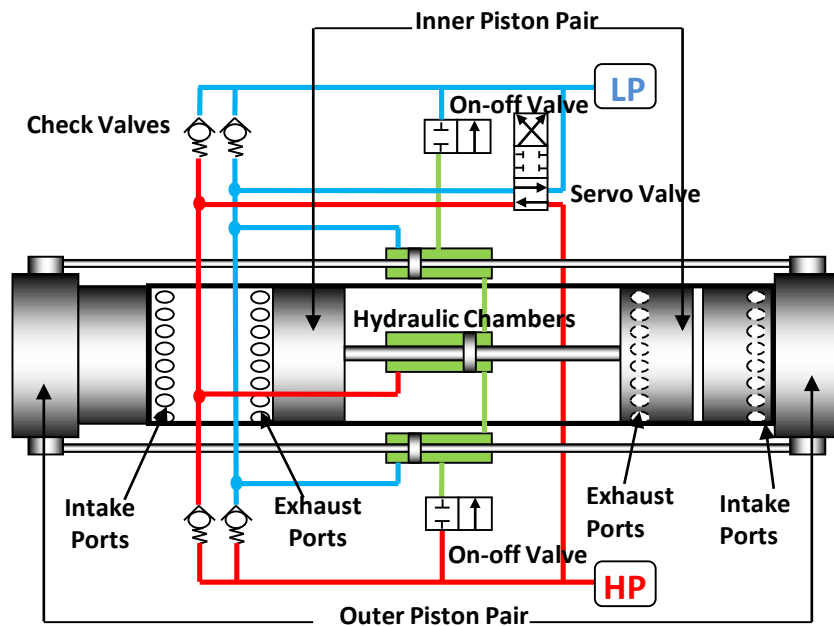 Inner Piston Pair
LP
On-off Valve
Check Valves
Servo Valve
Hydraulic Chambers
Intake
Ports
Exhaust
Ports
Exhaust
Ports
Intake
Ports
On-off Valve
HP
Outer Piston Pair